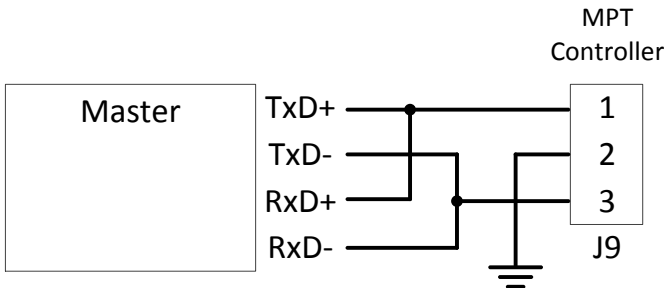 MPT
Controller
Master
TxD+
1
TxD-
2
RxD+
3
RxD-
J9